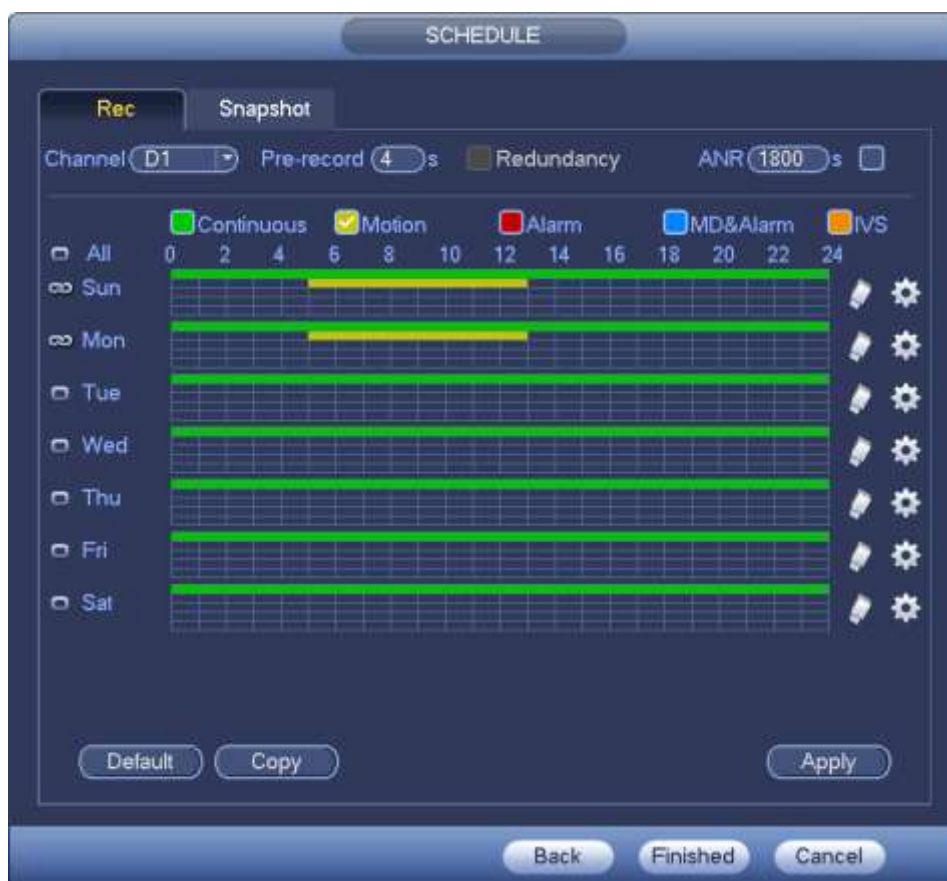 SCHEDULE
Rec Snapshot
Channel D1 Pre-record 4 s Redundancy ANR 1800 s
Continuous Motion Alarm MD&Alarm IVS
All 0 2 4 6 8 10 12 14 16 18 20 22 24
Sun
Mon
Tue
Wed
Thu
Fri
Sat
Default Copy Apply
Back Finished Cancel